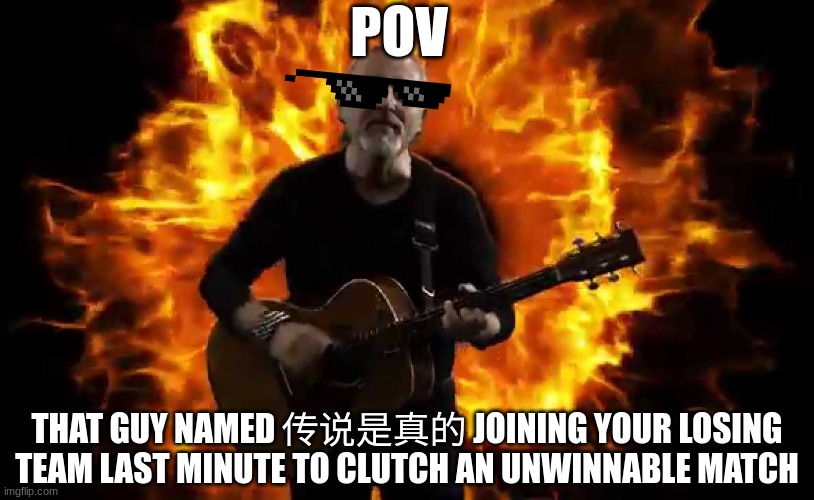 POV
THAT GUY NAMED 传说是真的 JOINING YOUR LOSING
TEAM LAST MINUTE TO CLUTCH AN UNWINNABLE MATCH
imgflip.com